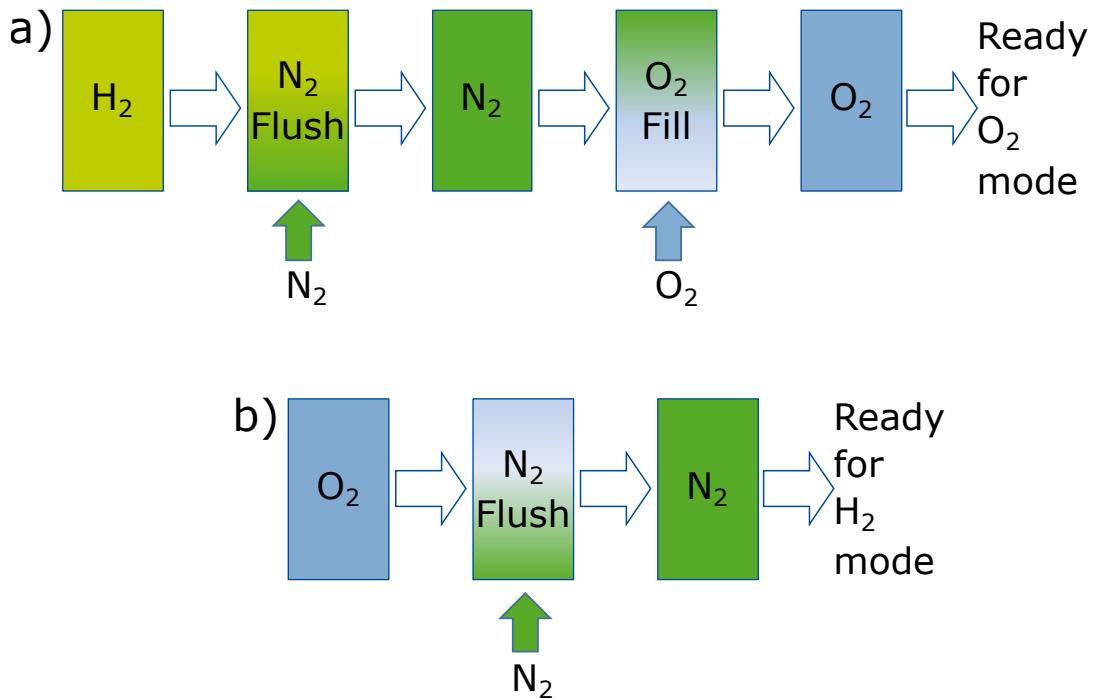 a)
H₂
N₂
Flush
N₂
O₂
Fill
O₂
Ready
for
O₂
mode
N₂
O₂
b)
O₂
N₂
Flush
N₂
Ready
for
H₂
mode
N₂